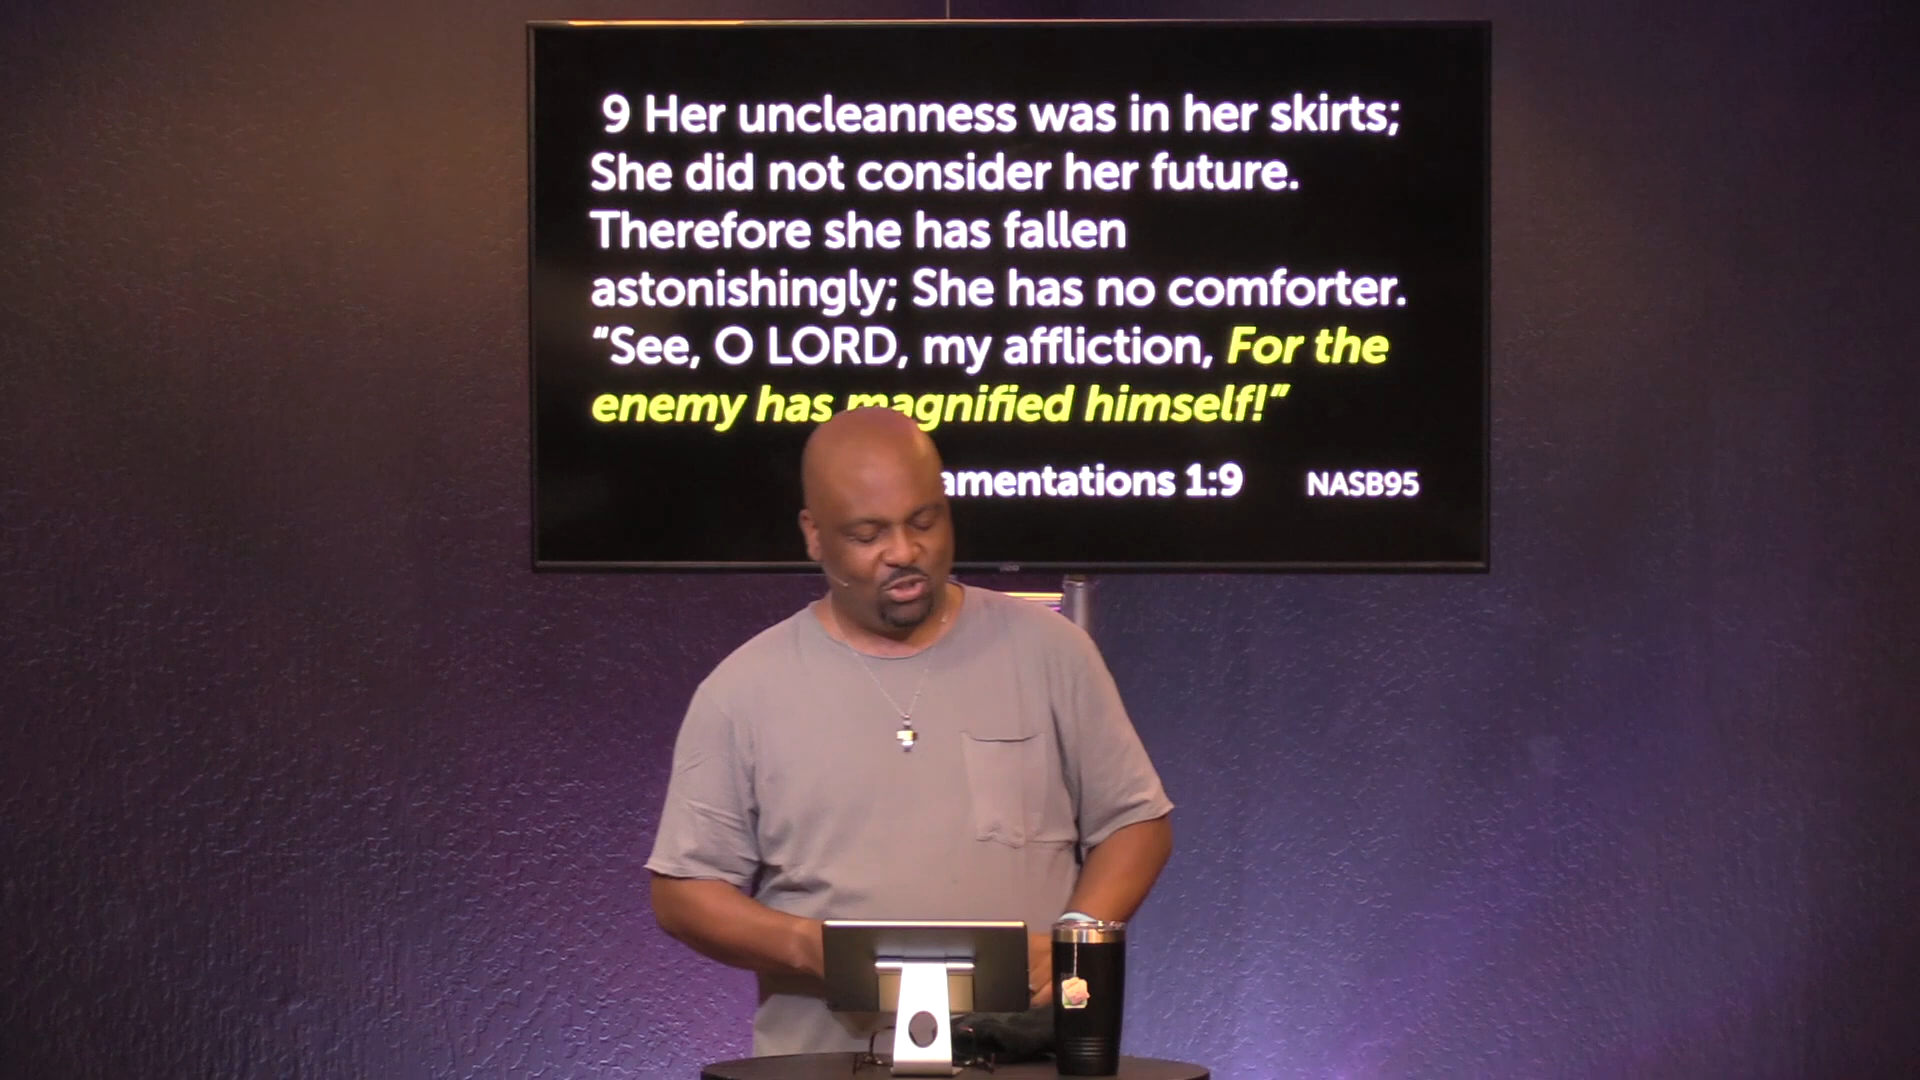 9 Her uncleanness was in her skirts;
She did not consider her future.
Therefore she has fallen
astonishingly; She has no comforter.
“See, O LORD, my affliction, For the
enemy has magnified himself!”
amentations 1:9 NASB95